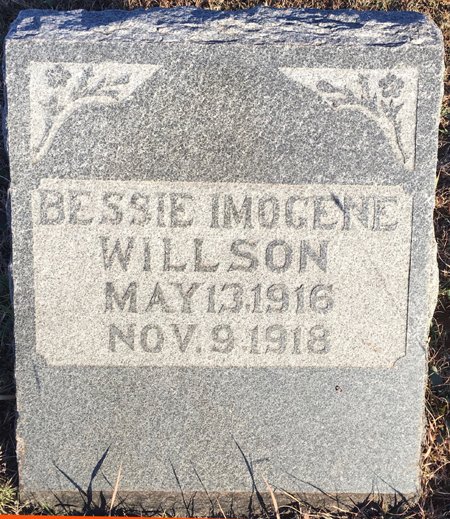 BESSIE IMOGENE
WILLSON
MAY 13.1916
NOV. 9.1918